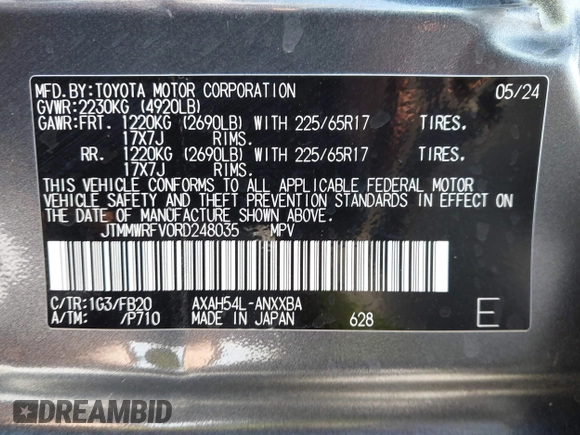 MFD.BY:TOYOTA MOTOR CORPORATION 05/24
GVWR:2230KG (4920LB)
GAWR:FRT. 1220KG (2690LB) WITH 225/65R17 TIRES.
17X7J RIMS.
RR. 1220KG (2690LB) WITH 225/65R17 TIRES.
17X7J RIMS.
THIS VEHICLE CONFORMS TO ALL APPLICABLE FEDERAL MOTOR
VEHICLE SAFETY AND THEFT PREVENTION STANDARDS IN EFFECT ON
THE DATE OF MANUFACTURE SHOWN ABOVE.
JTMMWRFV0RD248035 MPV
C/TR:1G3/FB20 AXAH54L-ANXXBA
A/TM: /P710 MADE IN JAPAN 628 E
DREAMBID